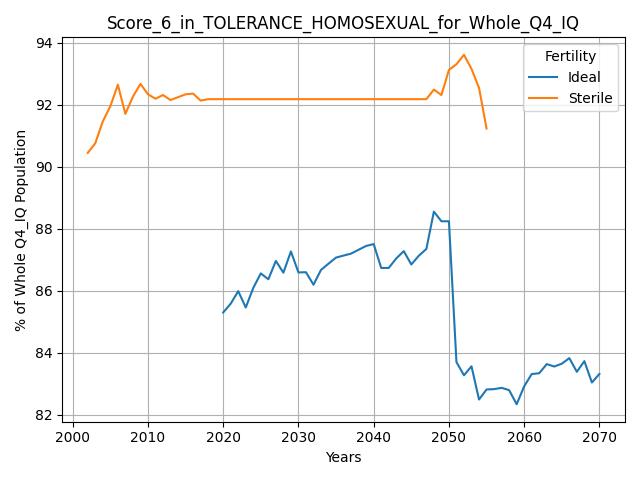 Score_6_in_TOLERANCE_HOMOSEXUAL_for_Whole_Q4_IQ
Fertility
Ideal
Sterile
% of Whole Q4_IQ Population
94
92
90
88
86
84
82
2000 2010 2020 2030 2040 2050 2060 2070
Years